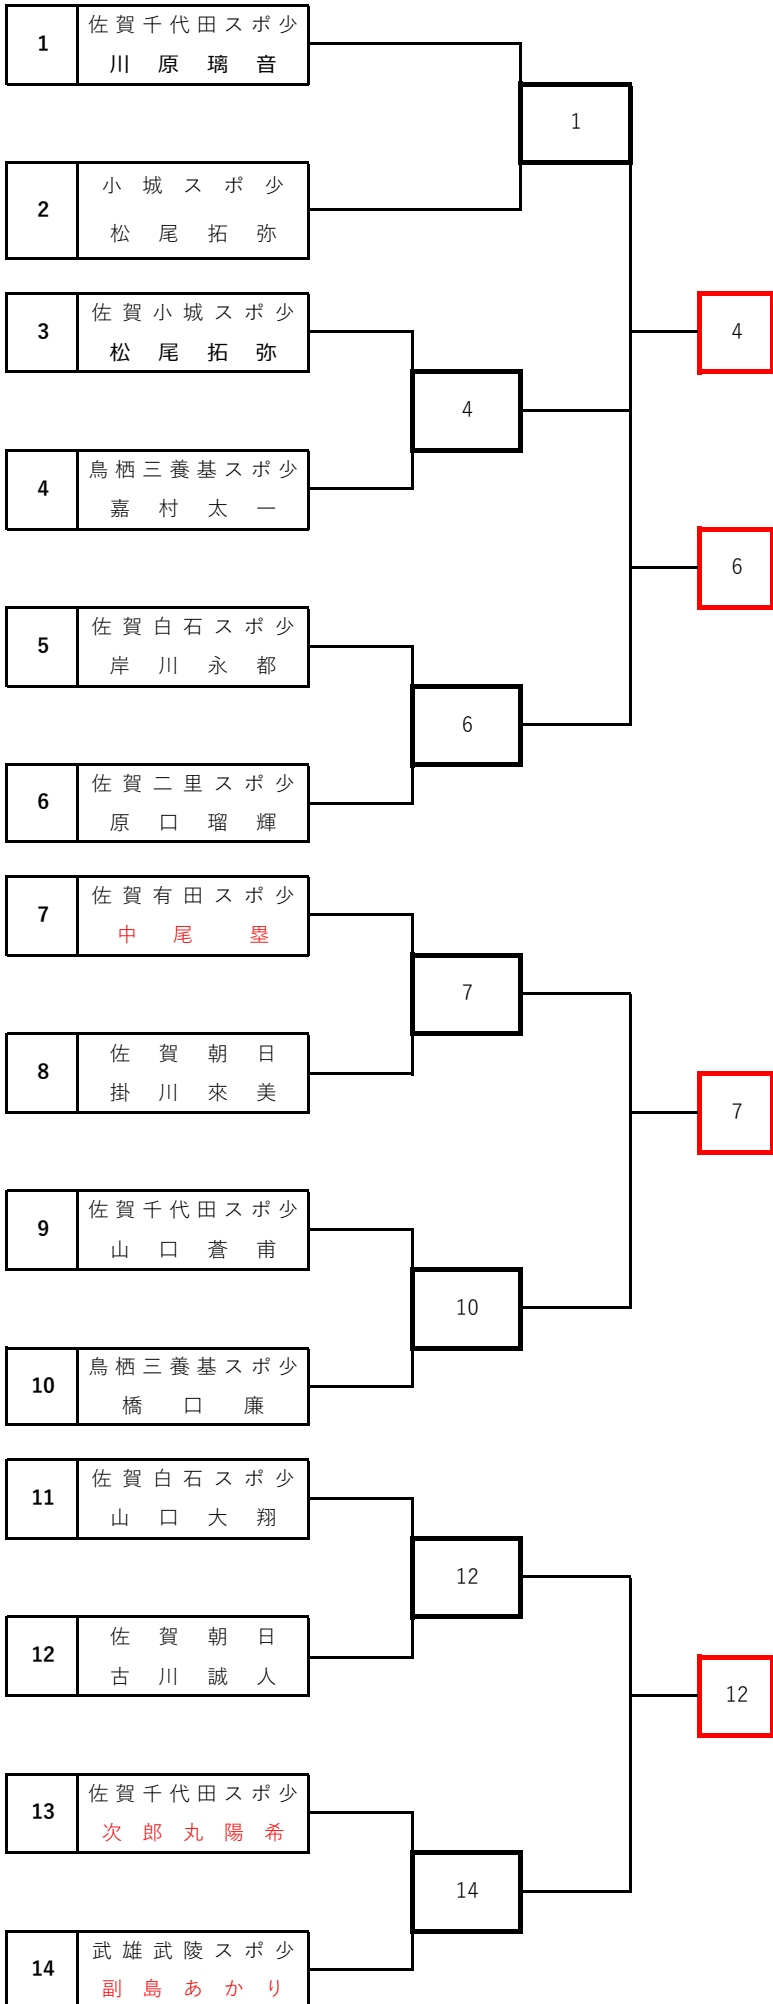 1
佐賀千代田スポ少
川原璃音
1
2
小城スポ少
松尾拓弥
3
佐賀小城スポ少
松尾拓弥
4
4
4
鳥栖三養基スポ少
嘉村太一
5
佐賀白石スポ少
岸川永都
6
6
6
佐賀二里スポ少
原口瑠輝
7
佐賀有田スポ少
中尾塁
7
8
佐賀朝日
掛川來美
7
9
佐賀千代田スポ少
山口蒼甫
10
10
鳥栖三養基スポ少
橋口廉
11
佐賀白石スポ少
山口大翔
12
12
佐賀朝日
古川誠人
12
13
佐賀千代田スポ少
次郎丸陽希
14
14
武雄武陵スポ少
副島あかり